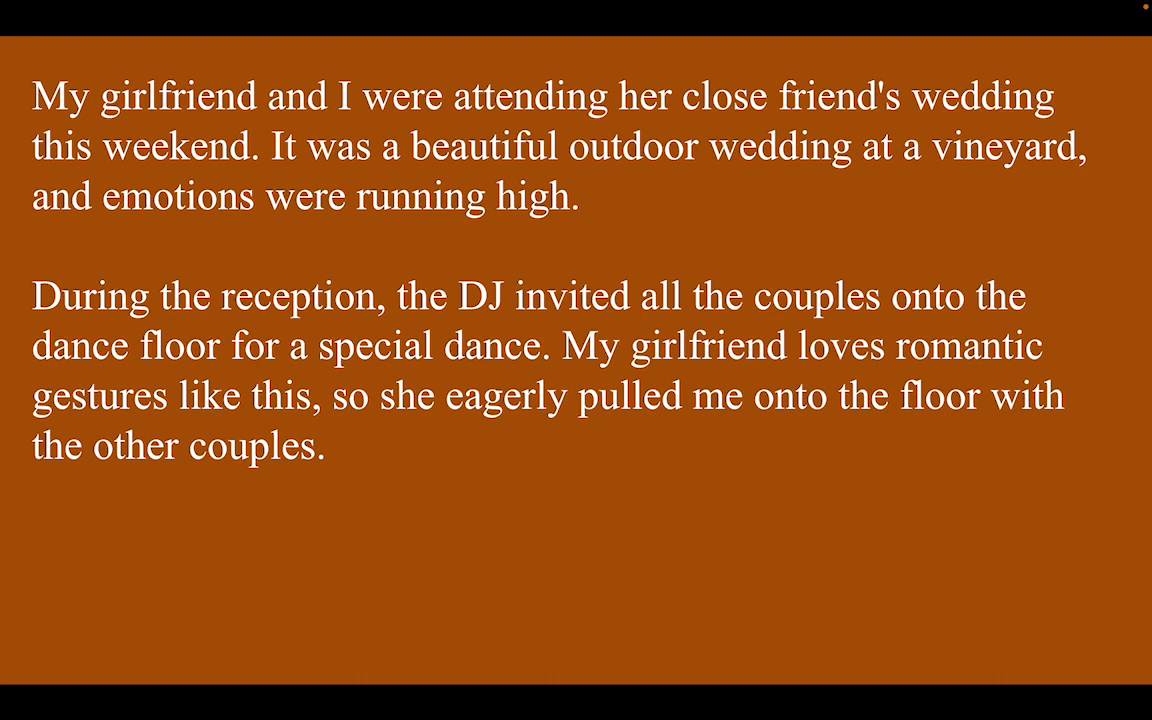 My girlfriend and I were attending her close friend's wedding
this weekend. It was a beautiful outdoor wedding at a vineyard,
and emotions were running high.
During the reception, the DJ invited all the couples onto the
dance floor for a special dance. My girlfriend loves romantic
gestures like this, so she eagerly pulled me onto the floor with
the other couples.